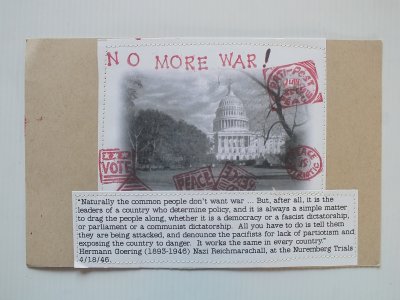 NO MORE WAR!
VOTE
PEACE
PEACE IS PATRIOTIC
"Naturally the common people don't want war ... But, after all, it is the
leaders of a country who determine policy, and it is always a simple matter
to drag the people along, whether it is a democracy or a fascist dictatorship,
or parliament or a communist dictatorship. All you have to do is tell them
they are being attacked, and denounce the pacifists for lack of partiotism and
exposing the country to danger. It works the same in every country."
Hermann Goering (1893-1946) Nazi Reichmarschall, at the Nuremberg Trials
4/18/46.